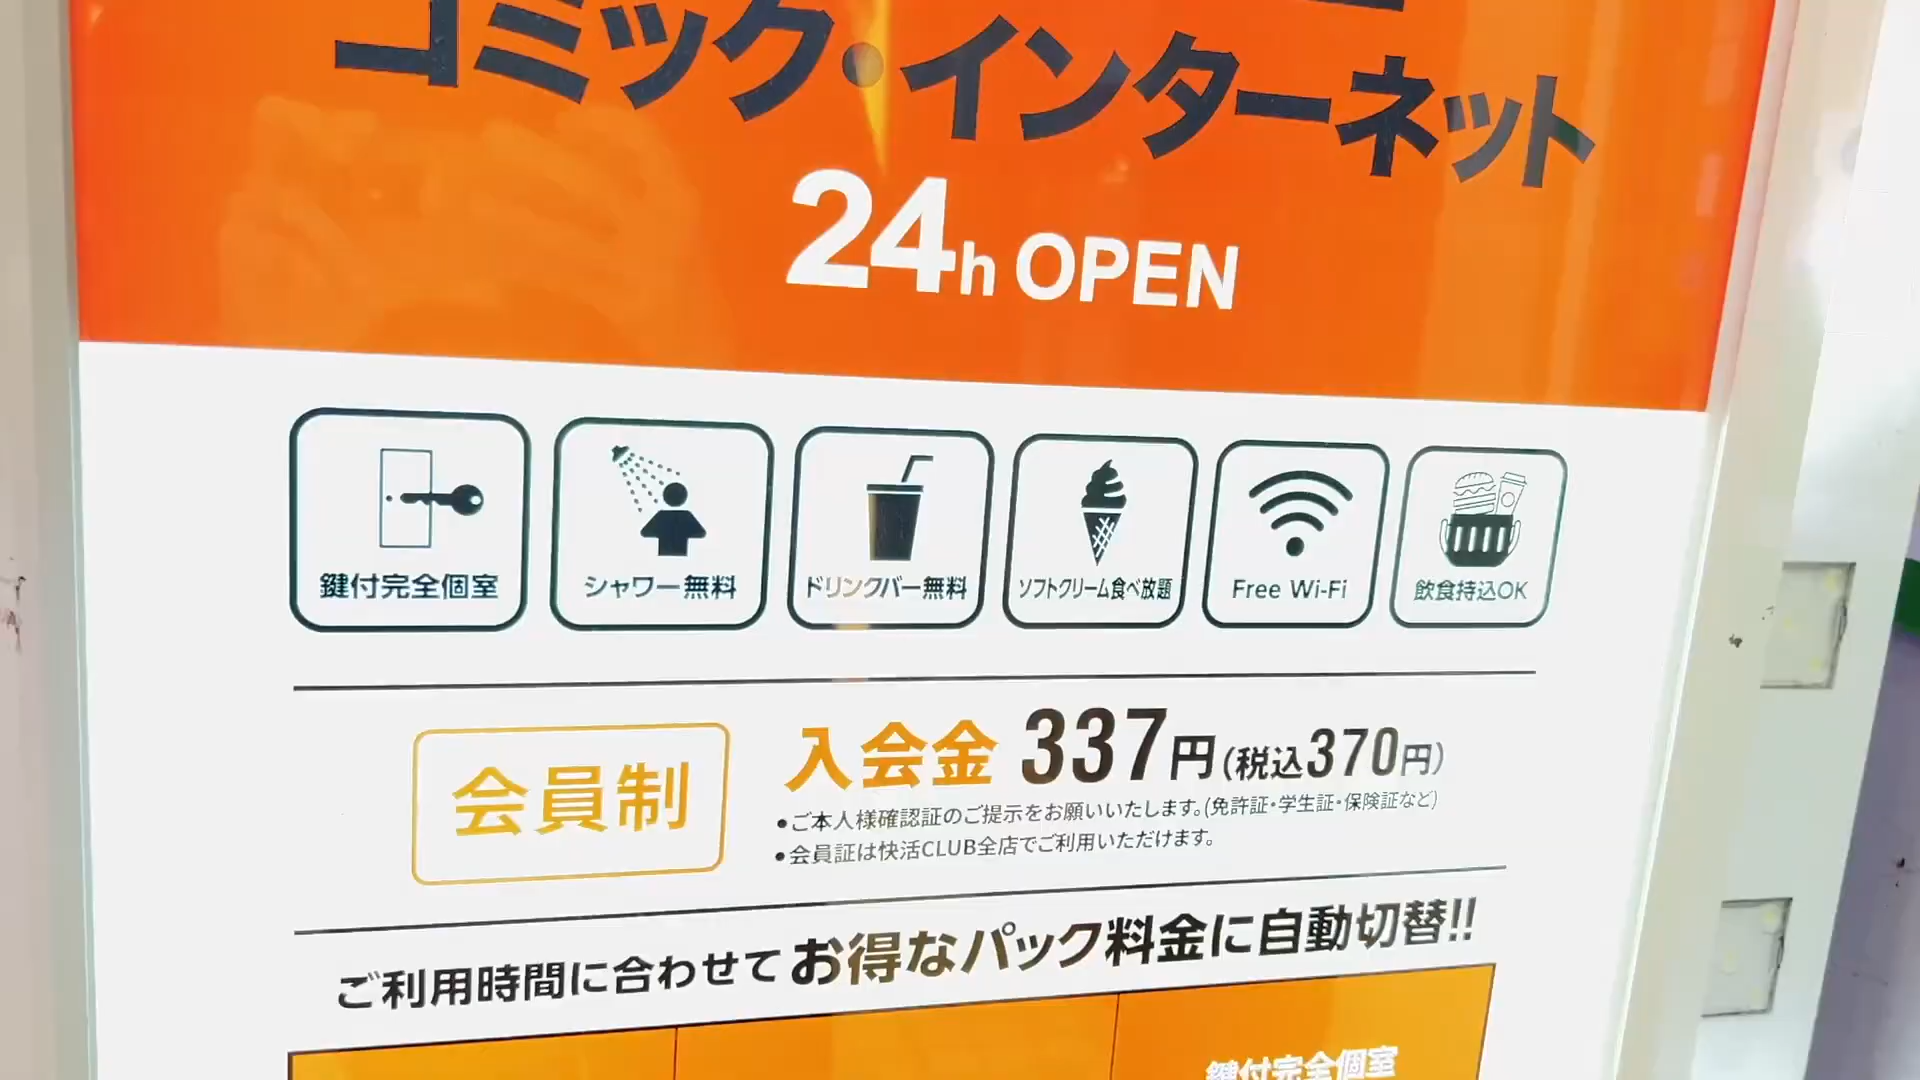 コミック・インターネット
24h OPEN
鍵付完全個室
シャワー無料
ドリンクバー無料
ソフトクリーム食べ放題
Free Wi-Fi
飲食持込OK
会員制
入会金 337円(税込370円)
●ご本人様確認証のご提示をお願いいたします。(免許証・学生証・保険証など)
●会員証は快活CLUB全店でご利用いただけます。
ご利用時間に合わせてお得なパック料金に自動切替!!
鍵付完全個室